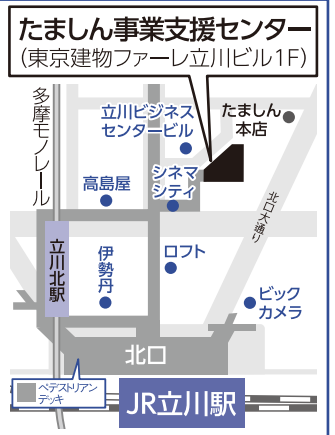 たましん事業支援センター
(東京建物ファーレ立川ビル1F)
多摩モノレール
立川ビジネス
センタービル
たましん
本店
シネマ
シティ
高島屋
北口大通り
立川北駅
伊勢丹
ロフト
ビック
カメラ
北口
ペデストリアン
デッキ
JR立川駅